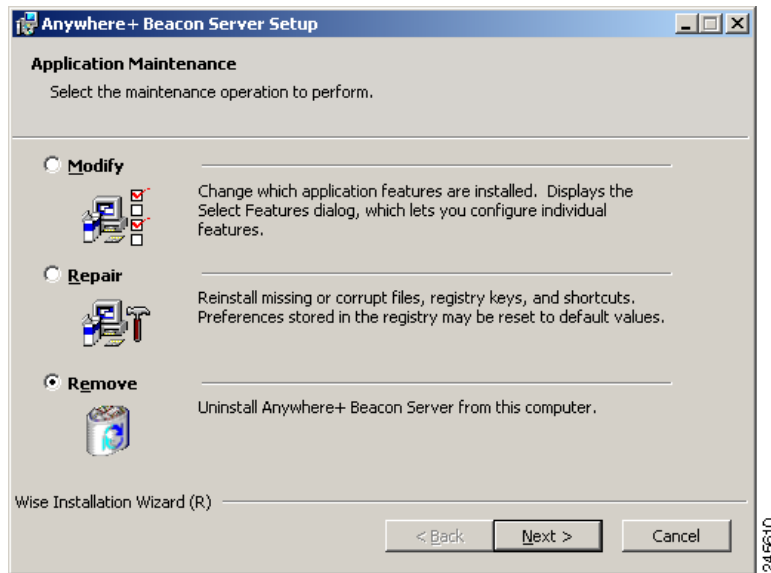 Anywhere+ Beacon Server Setup
Application Maintenance
Select the maintenance operation to perform.
Modify
Change which application features are installed. Displays the
Select Features dialog, which lets you configure individual
features.
Repair
Reinstall missing or corrupt files, registry keys, and shortcuts.
Preferences stored in the registry may be reset to default values.
Remove
Uninstall Anywhere+ Beacon Server from this computer.
Wise Installation Wizard (R)
< Back
Next >
Cancel
245610